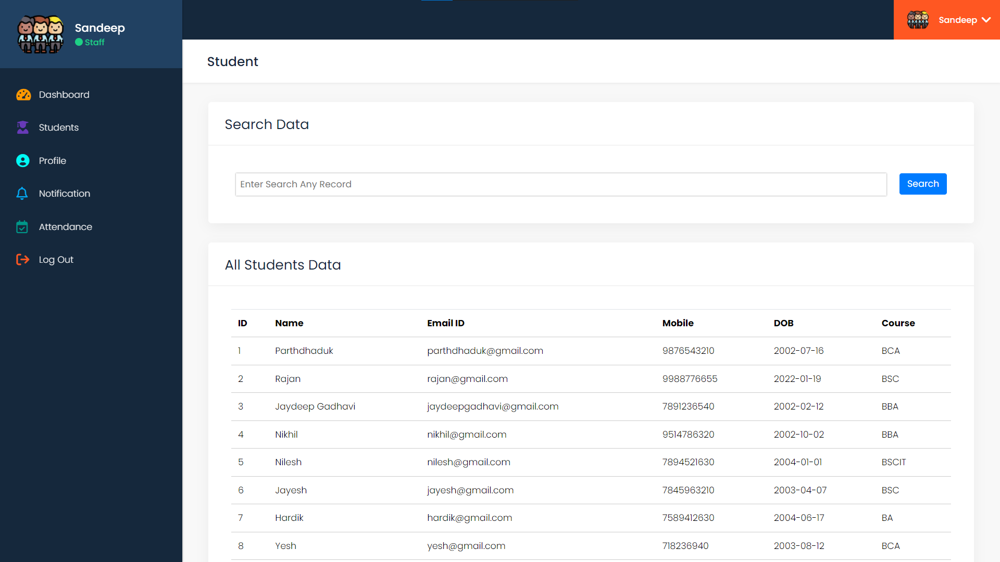 Sandeep
Staff
Sandeep
Dashboard
Students
Profile
Notification
Attendance
Log Out
Student
Search Data
Enter Search Any Record
Search
All Students Data
ID Name Email ID Mobile DOB Course
1 Parthdhaduk parthdhaduk@gmail.com 9876543210 2002-07-16 BCA
2 Rajan rajan@gmail.com 9988776655 2022-01-19 BSC
3 Jaydeep Gadhavi jaydeepgadhavi@gmail.com 7891236540 2002-02-12 BBA
4 Nikhil nikhil@gmail.com 9514786320 2002-10-02 BBA
5 Nilesh nilesh@gmail.com 7894521630 2004-01-01 BSCIT
6 Jayesh jayesh@gmail.com 7845963210 2003-04-07 BSC
7 Hardik hardik@gmail.com 7589412630 2004-06-17 BA
8 Yesh yesh@gmail.com 718236940 2003-08-12 BCA